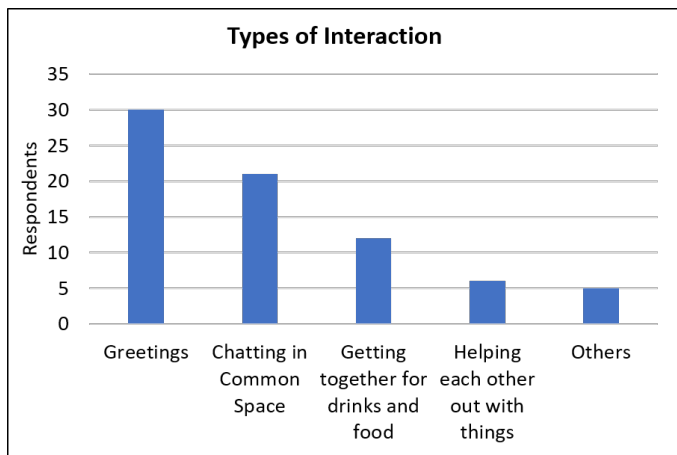 Types of Interaction
35
30
25
20
15
10
5
0
Respondents
Greetings
Chatting in
Common
Space
Getting
together for
drinks and
food
Helping
each other
out with
things
Others